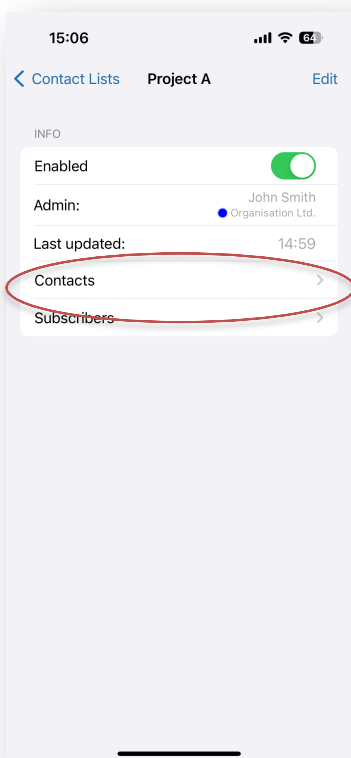 15:06 64
Contact Lists Project A Edit
INFO
Enabled
John Smith
Admin:
Organisation Ltd.
Last updated: 14:59
Contacts
Subscribers